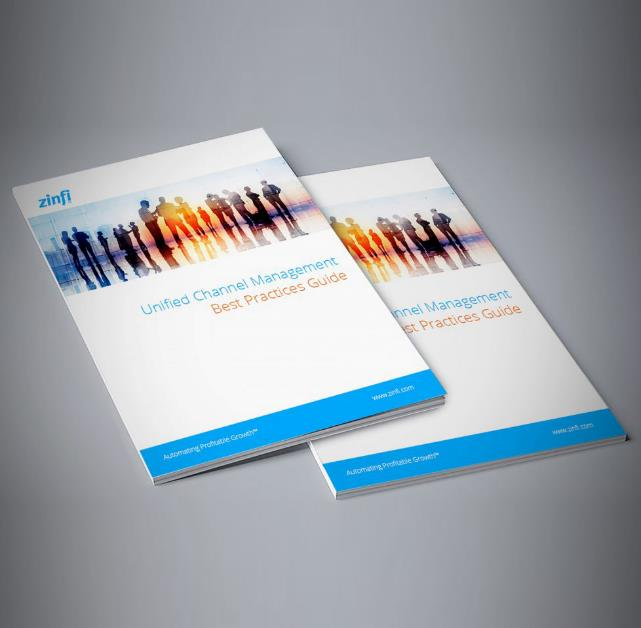 zinfi
Unified Channel Management
Best Practices Guide
www.zinfi.com
Automating Profitable Growth™
nnel Management
st Practices Guide
www.zinfi.com
Automating Profitable Growth™